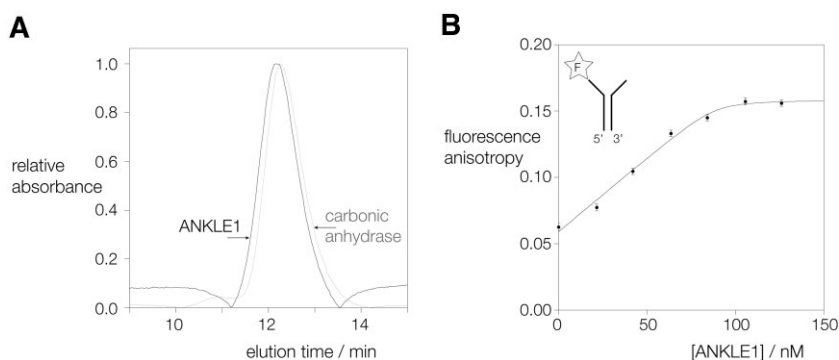 A
1.0
0.8
0.6
0.4
0.2
0.0
relative
absorbance
ANKLE1
carbonic
anhydrase
10
12
14
elution time / min
B
0.20
0.15
0.10
0.05
0.00
fluorescence
anisotropy
F
5' 3'
0
50
100
150
[ANKLE1] / nM